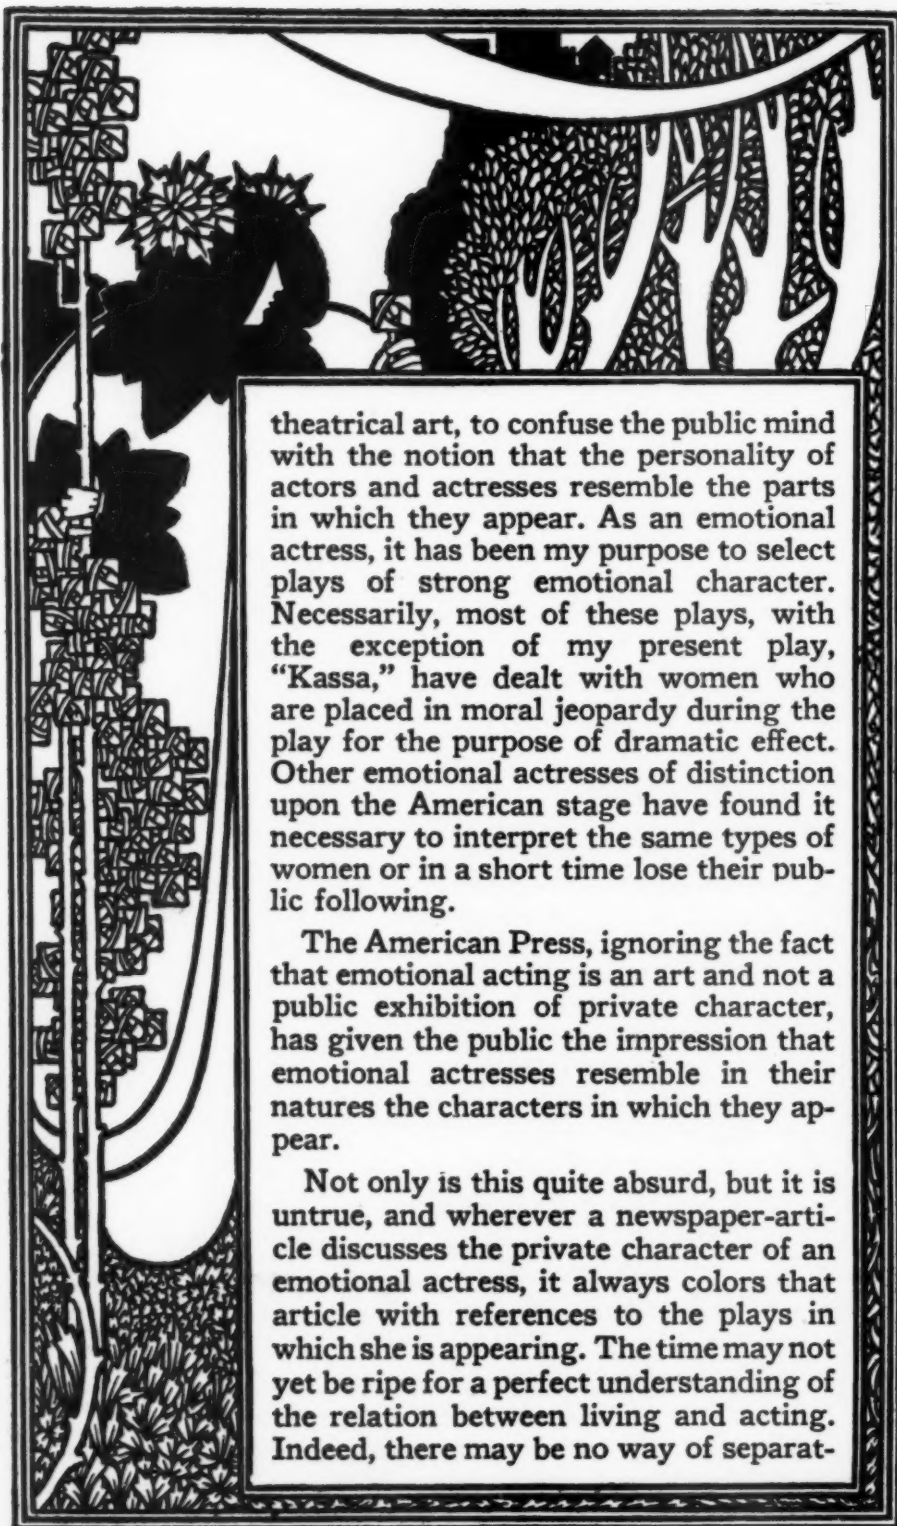 theatrical art, to confuse the public mind
with the notion that the personality of
actors and actresses resemble the parts
in which they appear. As an emotional
actress, it has been my purpose to select
plays of strong emotional character.
Necessarily, most of these plays, with
the exception of my present play,
“Kassa,” have dealt with women who
are placed in moral jeopardy during the
play for the purpose of dramatic effect.
Other emotional actresses of distinction
upon the American stage have found it
necessary to interpret the same types of
women or in a short time lose their pub-
lic following.
The American Press, ignoring the fact
that emotional acting is an art and not a
public exhibition of private character,
has given the public the impression that
emotional actresses resemble in their
natures the characters in which they ap-
pear.
Not only is this quite absurd, but it is
untrue, and wherever a newspaper-arti-
cle discusses the private character of an
emotional actress, it always colors that
article with references to the plays in
which she is appearing. The time may not
yet be ripe for a perfect understanding of
the relation between living and acting.
Indeed, there may be no way of separat-